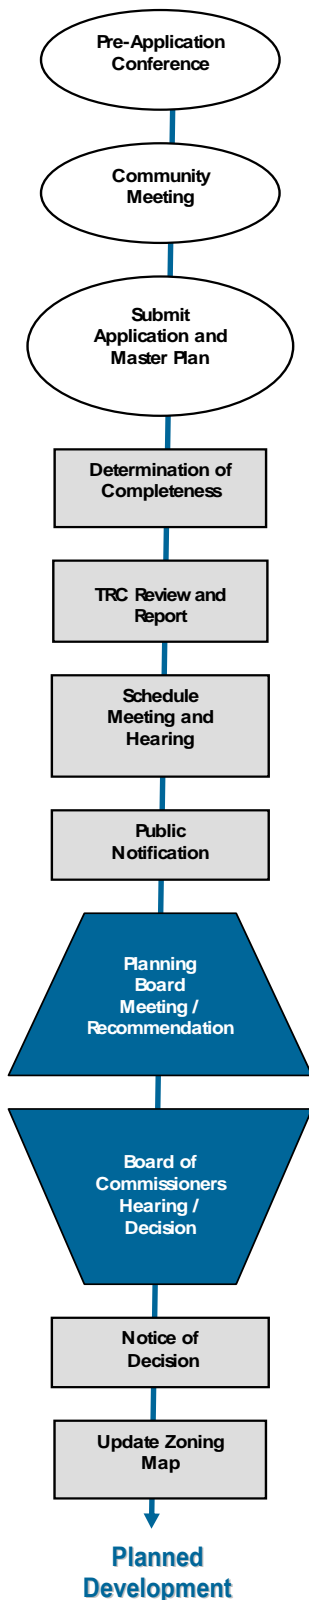 Pre-Application
Conference
Community
Meeting
Submit
Application and
Master Plan
Determination of
Completeness
TRC Review and
Report
Schedule
Meeting and
Hearing
Public
Notification
Planning
Board
Meeting /
Recommendation
Board of
Commissioners
Hearing /
Decision
Notice of
Decision
Update Zoning
Map
Planned
Development